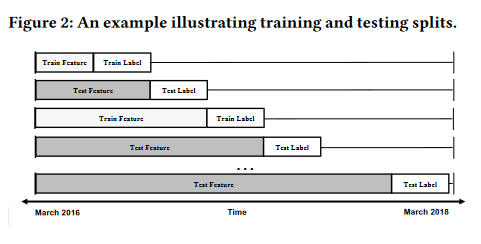 Figure 2: An example illustrating training and testing splits.
Train Feature Train Label
Test Feature Test Label
Train Feature Train Label
Test Feature Test Label
...
Test Feature Test Label
March 2016 Time March 2018